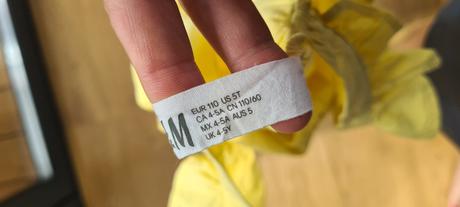 &M
EUR 110 US 5T
CA 4-5A CN 110/60
MX 4-5A AUS 5
UK 4-5Y